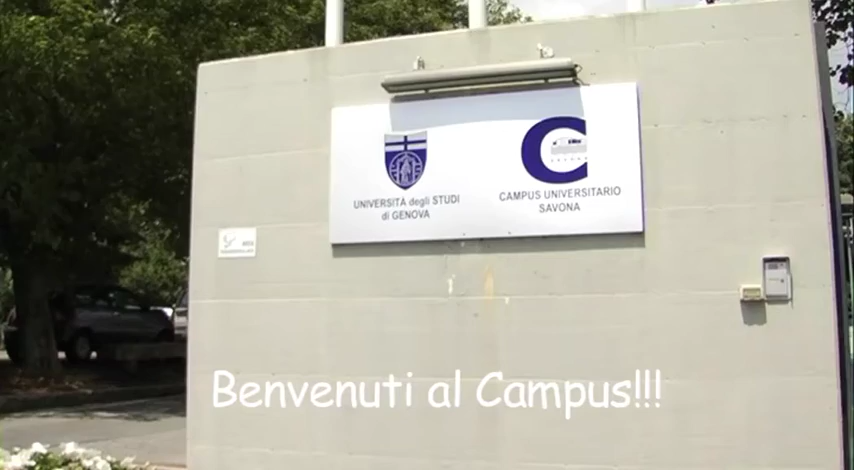 UNIVERSITÀ degli STUDI
di GENOVA
CAMPUS UNIVERSITARIO
SAVONA
Benvenuti al Campus!!!